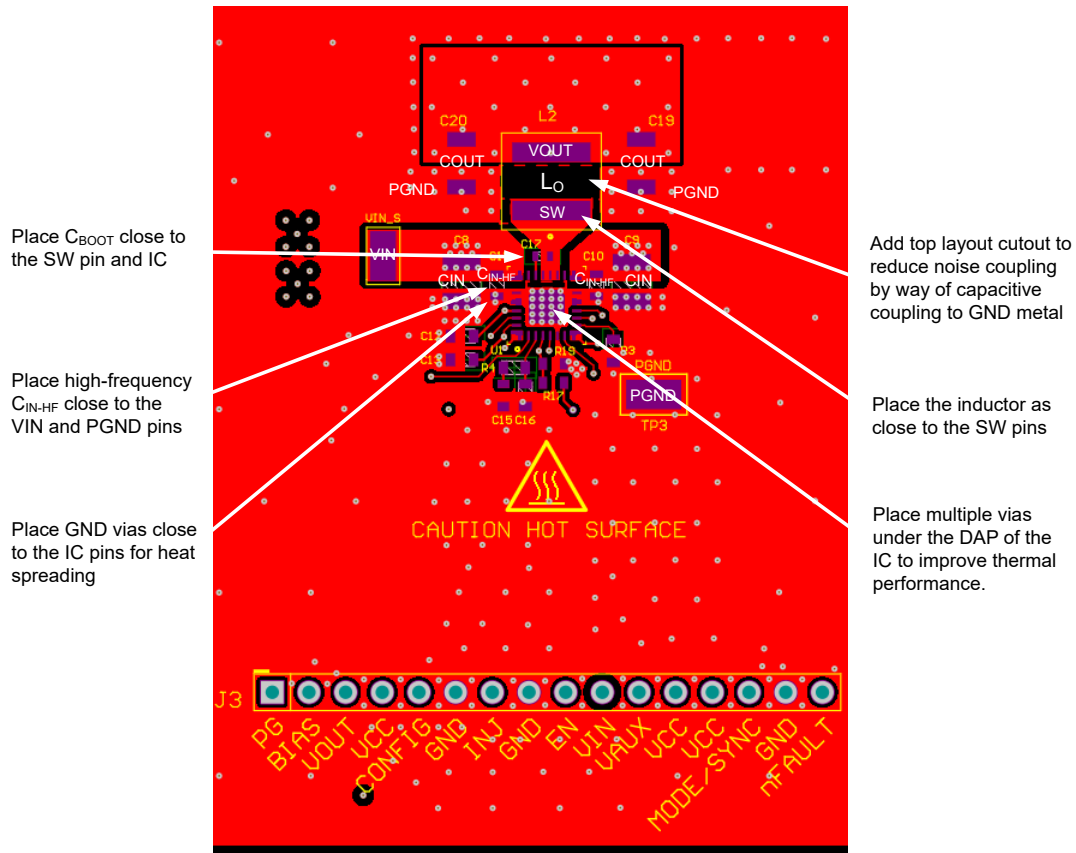 Place CBOOT close to
the SW pin and IC
Place high-frequency
CIN-HF close to the
VIN and PGND pins
Place GND vias close
to the IC pins for heat
spreading
C20
L2
C19
VOUT
COUT
COUT
LO
PGND
PGND
SW
VIN_S
C8
C17
C9
VIN
C10
CIN-HF
CIN-HF
CIN
CIN
C12
U1
R19
R3
C13
R4
PGND
R17
PGND
C15
C16
TP3
CAUTION HOT SURFACE
J3
PG
BIAS
VOUT
VCC
CONFIG
GND
INJ
GND
EN
VIN
VAUX
VCC
VCC
MODE/SYNC
GND
nFAULT
Add top layout cutout to
reduce noise coupling
by way of capacitive
coupling to GND metal
Place the inductor as
close to the SW pins
Place multiple vias
under the DAP of the
IC to improve thermal
performance.